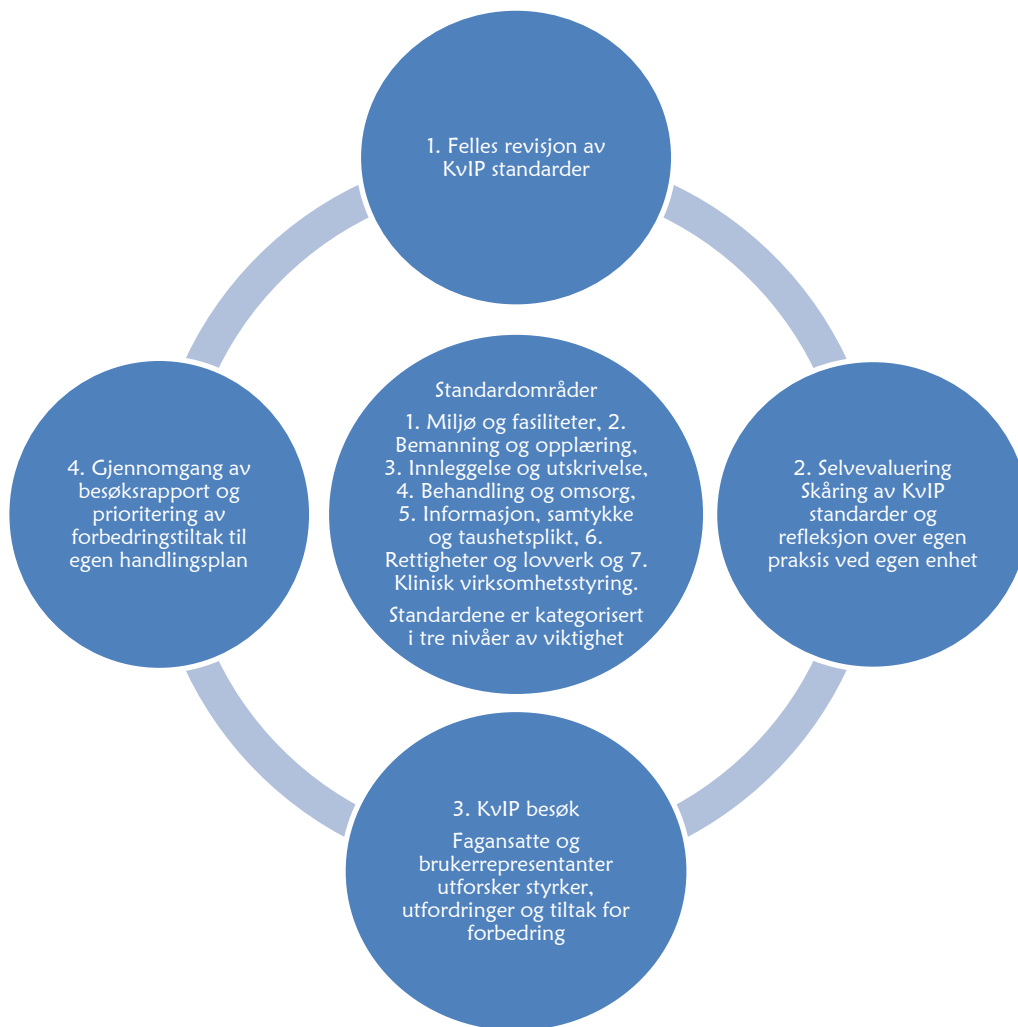 1. Felles revisjon av
KvIP standarder
Standardområder
1. Miljø og fasiliteter, 2.
Bemanning og opplæring,
3. Innleggelse og utskrivelse,
4. Behandling og omsorg,
5. Informasjon, samtykke
og taushetsplikt, 6.
Rettigheter og lovverk og 7.
Klinisk virksomhetsstyring.
Standardene er kategorisert
i tre nivåer av viktighet
2. Selvevaluering
Skåring av KvIP
standarder og
refleksjon over egen
praksis ved egen enhet
3. KvIP besøk
Fagansatte og
brukerrepresentanter
utforsker styrker,
utfordringer og tiltak for
forbedring
4. Gjennomgang av
besøksrapport og
prioritering av
forbedringstiltak til
egen handlingsplan